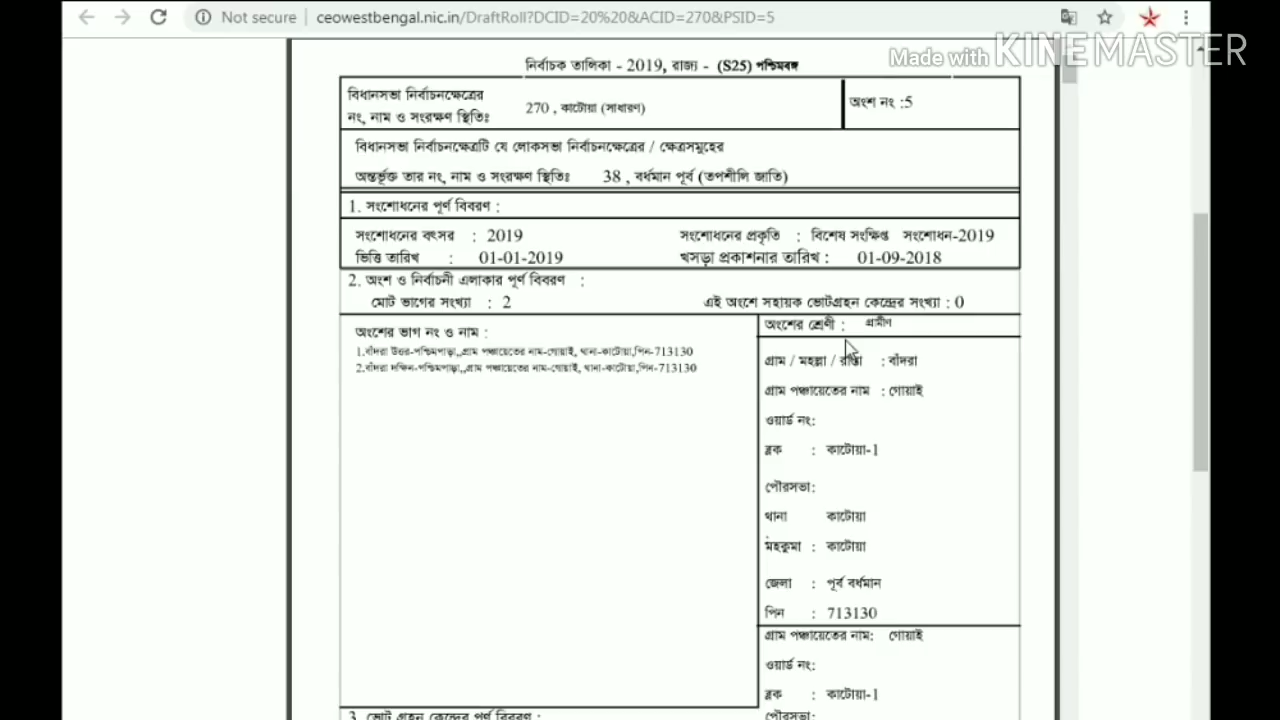 Not secure | ceowestbengal.nic.in/DraftRoll?DCID=20%20&ACID=270&PSID=5
Made with KINEMASTER
নির্বাচক তালিকা - 2019, রাজ্য - (S25) পশ্চিমবঙ্গ
বিধানসভা নির্বাচনক্ষেত্রের
নং, নাম ও সংরক্ষণ স্থিতিঃ 270 , কাটোয়া (সাধারণ) অংশ নং :5
বিধানসভা নির্বাচনক্ষেত্রটি যে লোকসভা নির্বাচনক্ষেত্রের / ক্ষেত্রসমুহের
অন্তর্ভূক্ত তার নং, নাম ও সংরক্ষণ স্থিতিঃ 38 , বর্ধমান পূর্ব (তপশীলি জাতি)
1. সংশোধনের পূর্ণ বিবরণ :
সংশোধনের বৎসর : 2019 সংশোধনের প্রকৃতি : বিশেষ সংক্ষিপ্ত সংশোধন-2019
ভিত্তি তারিখ : 01-01-2019 খসড়া প্রকাশনার তারিখ : 01-09-2018
2. অংশ ও নির্বাচনী এলাকার পূর্ণ বিবরণ :
মোট ভাগের সংখ্যা : 2 এই অংশে সহায়ক ভোটগ্রহন কেন্দ্রের সংখ্যা : 0
অংশের ভাগ নং ও নাম :
1.বাঁদরা উত্তর-পশ্চিমপাড়া,,গ্রাম পঞ্চায়েতের নাম-গোয়াই, থানা-কাটোয়া,পিন-713130
2.বাঁদরা দক্ষিন-পশ্চিমপাড়া,,গ্রাম পঞ্চায়েতের নাম-গোয়াই, থানা-কাটোয়া,পিন-713130
অংশের শ্রেণী : গ্রামীণ
গ্রাম / মহল্লা / রাস্তা : বাঁদরা
গ্রাম পঞ্চায়েতের নাম : গোয়াই
ওয়ার্ড নং:
ব্লক : কাটোয়া-1
পৌরসভা:
থানা কাটোয়া
:
মহকুমা : কাটোয়া
জেলা : পূর্ব বর্ধমান
পিন : 713130
গ্রাম পঞ্চায়েতের নাম: গোয়াই
ওয়ার্ড নং:
ব্লক : কাটোয়া-1
পৌরসভা:
3. ভোট গ্রহন কেন্দ্রের পূর্ণ বিবরণ :